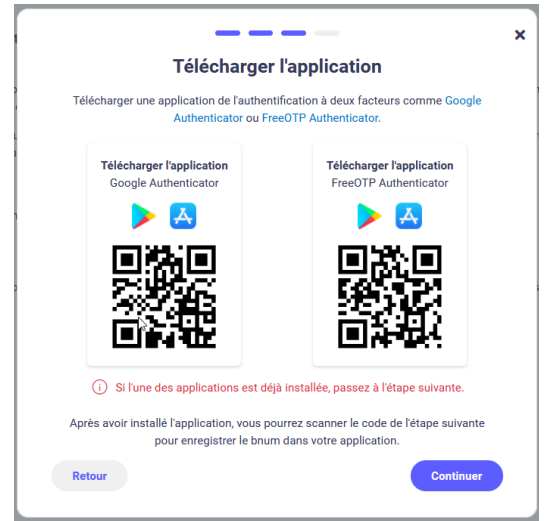 Télécharger l'application
Télécharger une application de l'authentification à deux facteurs comme Google
Authenticator ou FreeOTP Authenticator.
Télécharger l'application
Google Authenticator
Télécharger l'application
FreeOTP Authenticator
Si l'une des applications est déjà installée, passez à l'étape suivante.
Après avoir installé l'application, vous pourrez scanner le code de l'étape suivante
pour enregistrer le bnum dans votre application.
Retour
Continuer